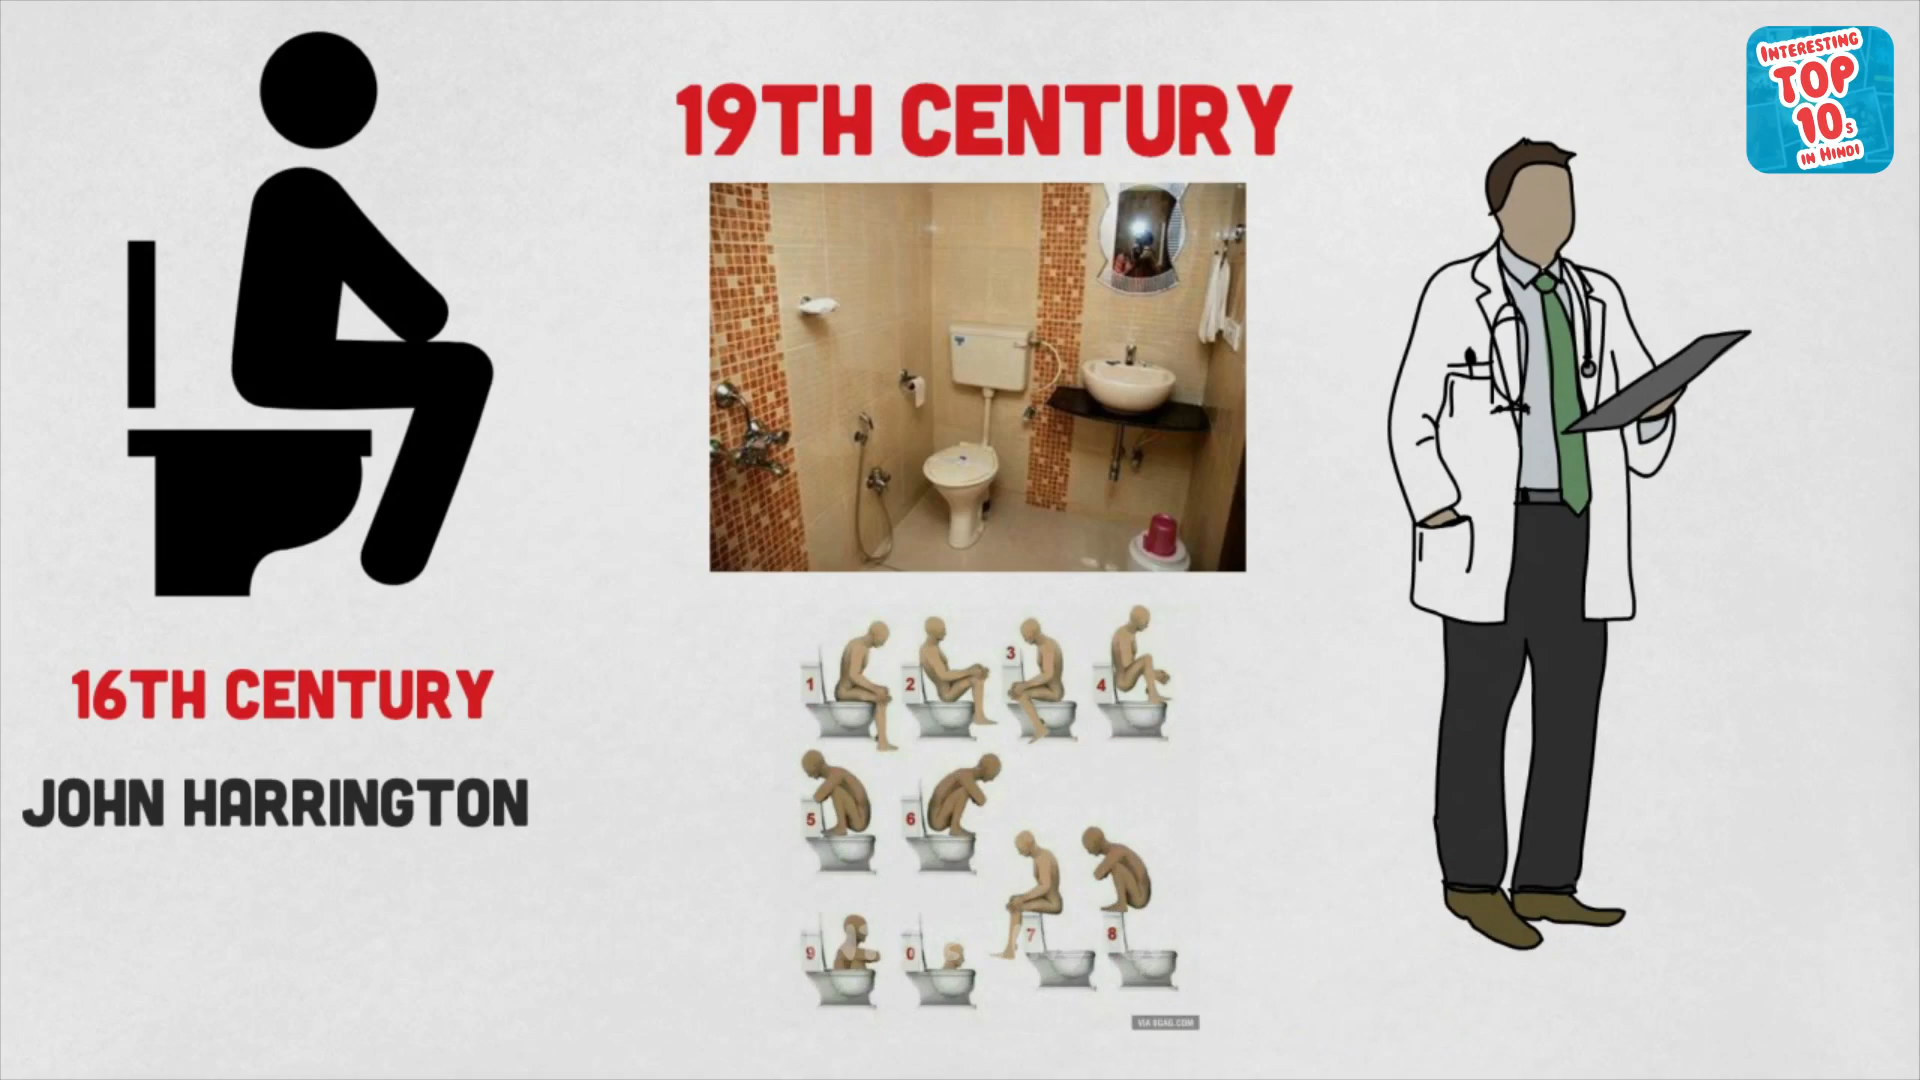 19TH CENTURY
INTERESTING
TOP
10s
IN HINDI
16TH CENTURY
JOHN HARRINGTON
1
2
3
4
5
6
7
8
9
0
VIA 9GAG.COM